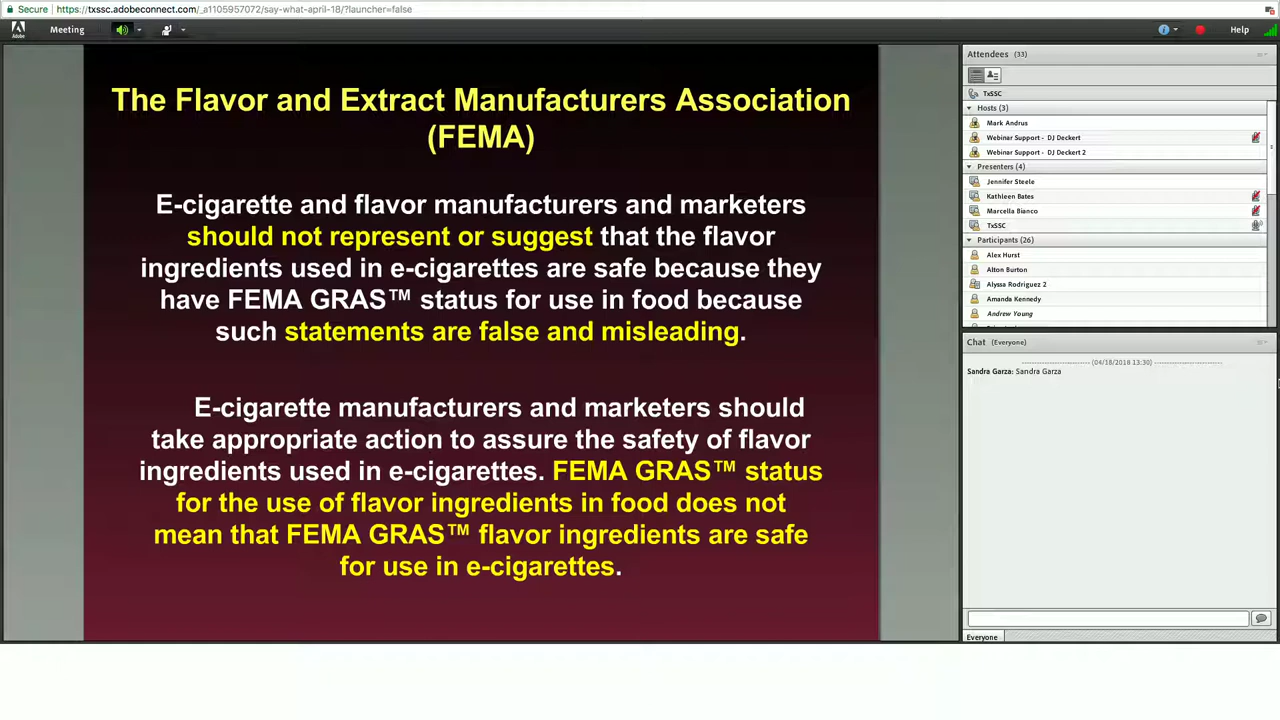 Secure
https://txssc.adobeconnect.com/_a1105957072/say-what-april-18/?launcher=false
Adobe
Meeting
Help
The Flavor and Extract Manufacturers Association
(FEMA)
E-cigarette and flavor manufacturers and marketers
should not represent or suggest that the flavor
ingredients used in e-cigarettes are safe because they
have FEMA GRAS™ status for use in food because
such statements are false and misleading.
E-cigarette manufacturers and marketers should
take appropriate action to assure the safety of flavor
ingredients used in e-cigarettes. FEMA GRAS™ status
for the use of flavor ingredients in food does not
mean that FEMA GRAS™ flavor ingredients are safe
for use in e-cigarettes.
Attendees (33)
TxSSC
Hosts (3)
Mark Andrus
Webinar Support - DJ Deckert
Webinar Support - DJ Deckert 2
Presenters (4)
Jennifer Steele
Kathleen Bates
Marcella Bianco
TxSSC
Participants (26)
Alex Hurst
Alton Burton
Alyssa Rodriguez 2
Amanda Kennedy
Andrew Young
Chat (Everyone)
(04/18/2018 13:30)
Sandra Garza: Sandra Garza
Everyone